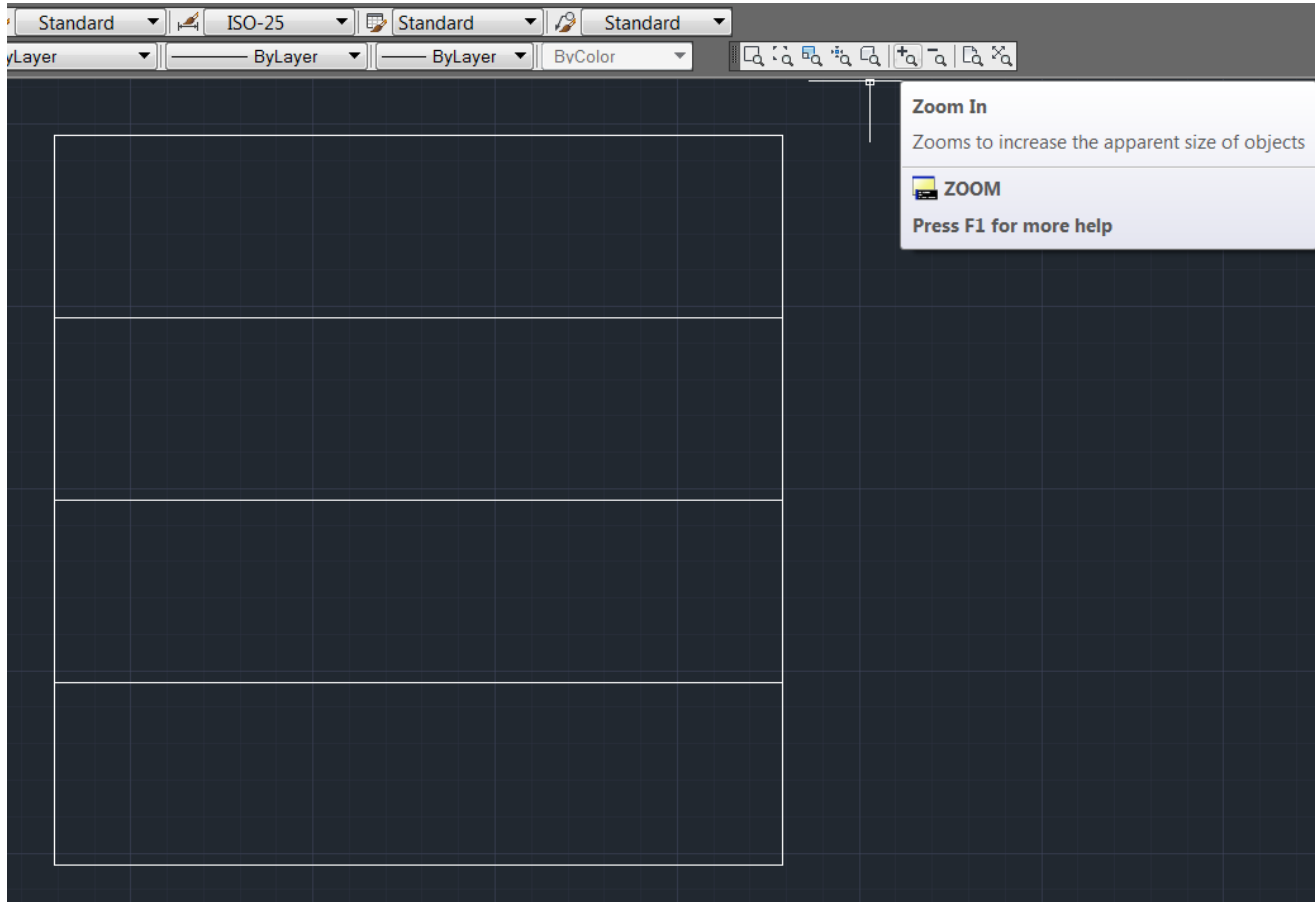 Standard ISO-25 Standard Standard
yLayer ByLayer ByLayer ByColor
Zoom In
Zooms to increase the apparent size of objects
ZOOM
Press F1 for more help